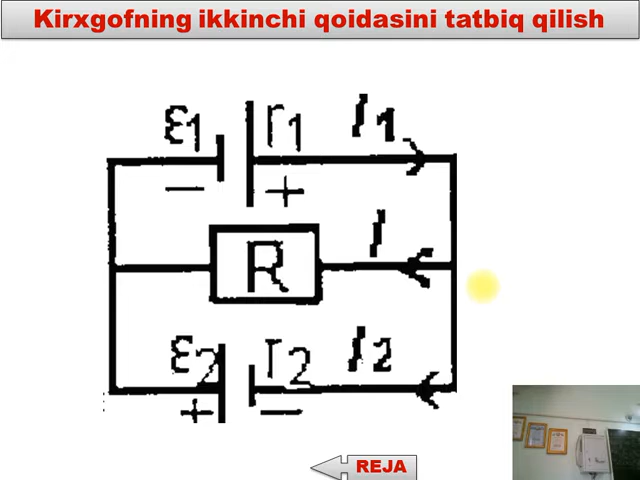 Kirxgofning ikkinchi qoidasini tatbiq qilish
ε1 r1 I1
− +
I
R
ε2 r2 I2
+ −
REJA